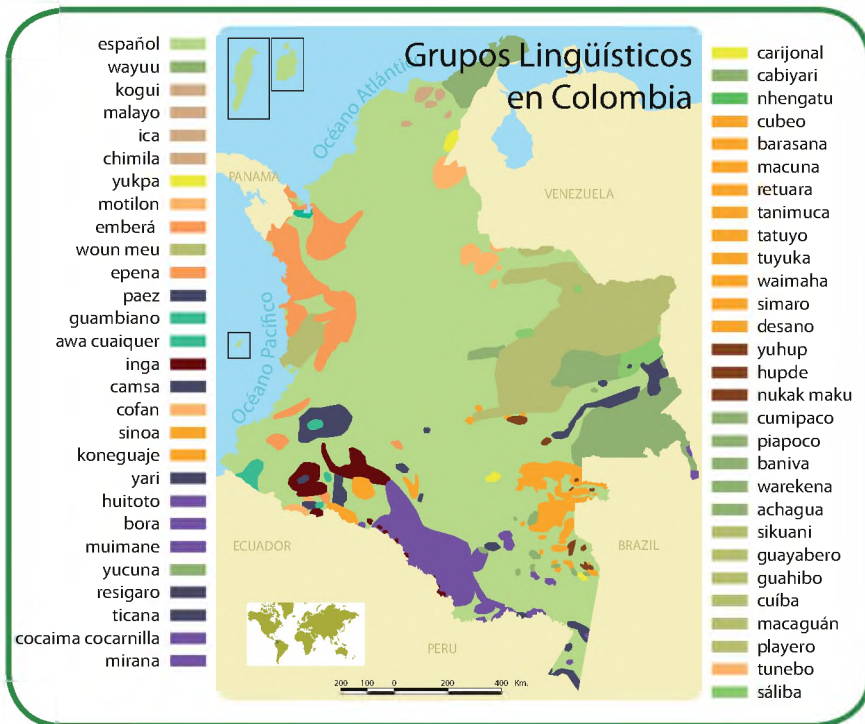 Grupos Lingüísticos
en Colombia
español
wayuu
kogui
malayo
ica
chimila
yukpa
motilon
emberá
woun meu
epena
paez
guambiano
awa cuaiquer
inga
camsa
cofan
sinoa
koneguaje
yari
huitoto
bora
muimane
yucuna
resigaro
ticana
cocaima cocarnilla
mirana
Océano Atlánti
PANAMA
VENEZUELA
Océano Pacífico
ECUADOR
BRAZIL
PERU
200 100 0 200 400 Km.
carijonal
cabiyari
nhengatu
cubeo
barasana
macuna
retuara
tanimuca
tatuyo
tuyuka
waimaha
simaro
desano
yuhup
hupde
nukak maku
cumipaco
piapoco
baniva
warekena
achagua
sikuani
guayabero
guahibo
cuíba
macaguán
playero
tunebo
sáliba